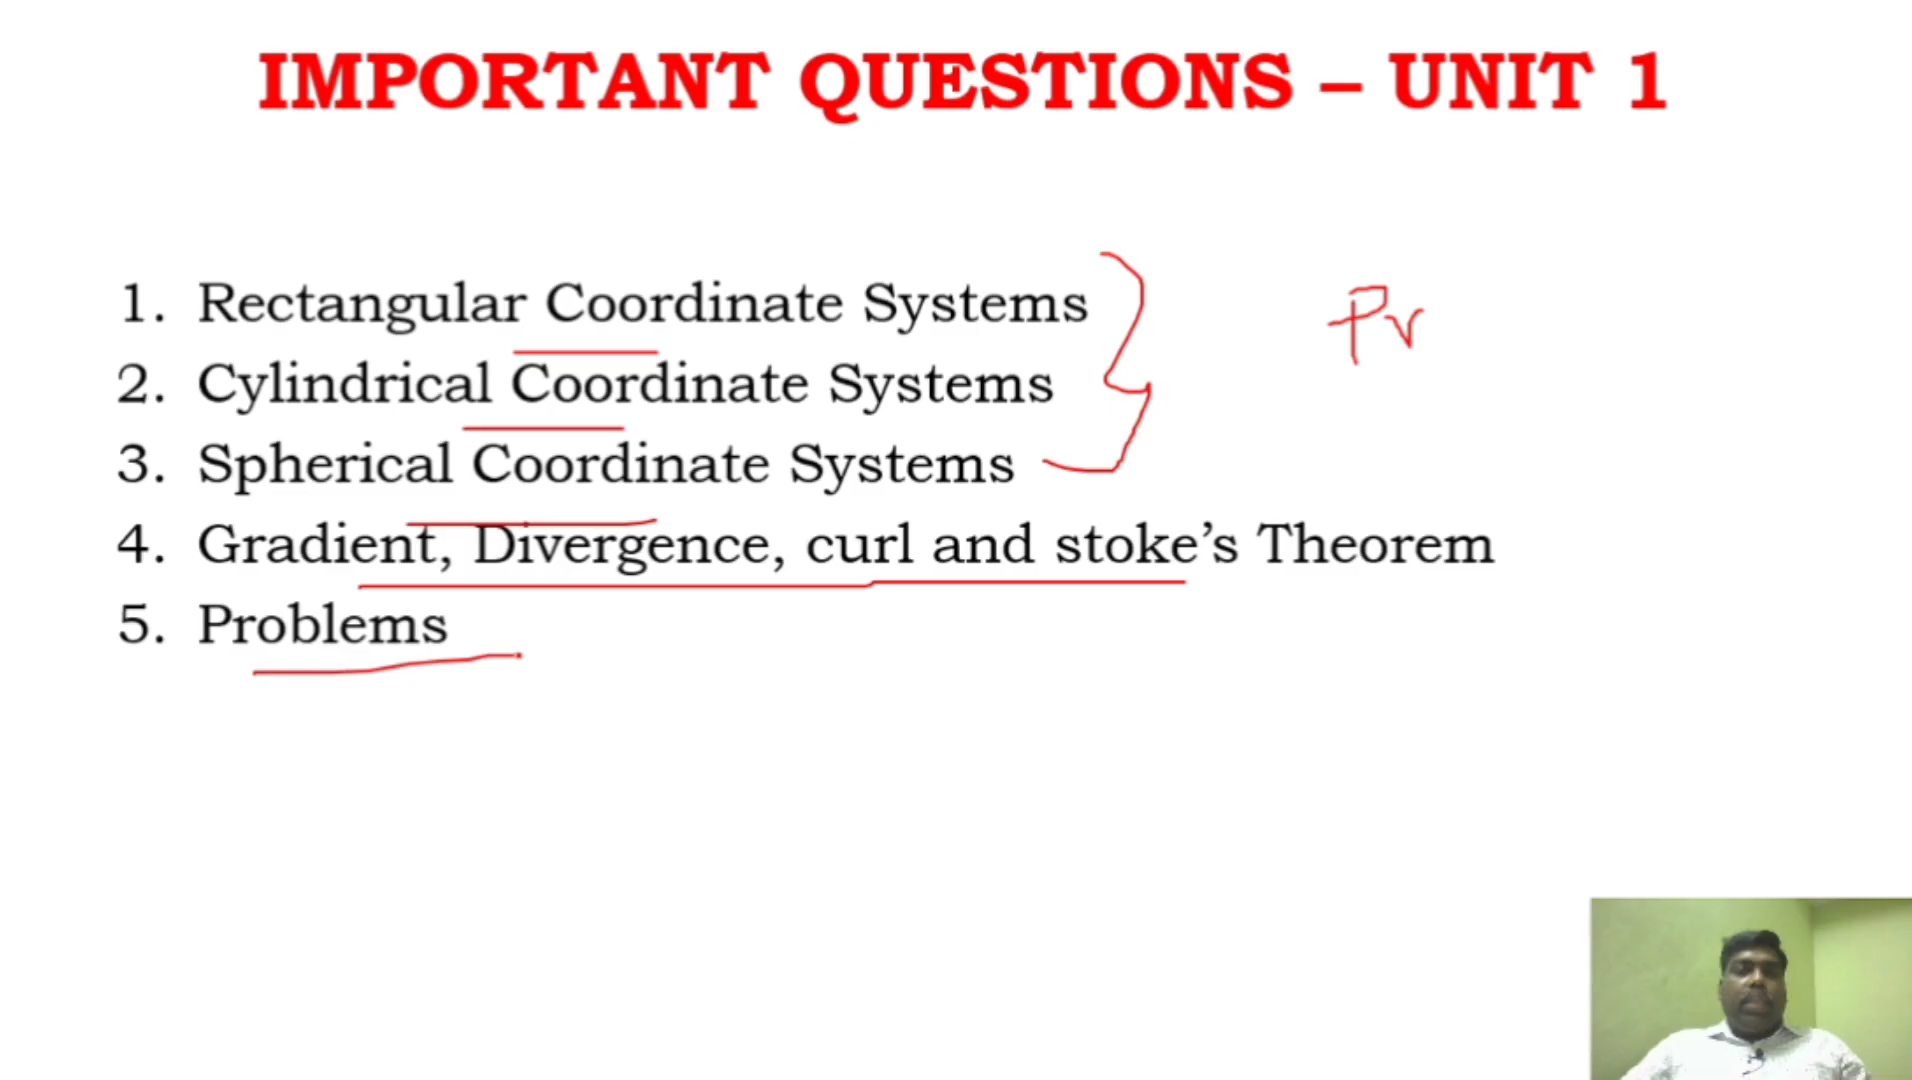 IMPORTANT QUESTIONS – UNIT 1
1. Rectangular Coordinate Systems
Pr
2. Cylindrical Coordinate Systems
3. Spherical Coordinate Systems
4. Gradient, Divergence, curl and stoke’s Theorem
5. Problems